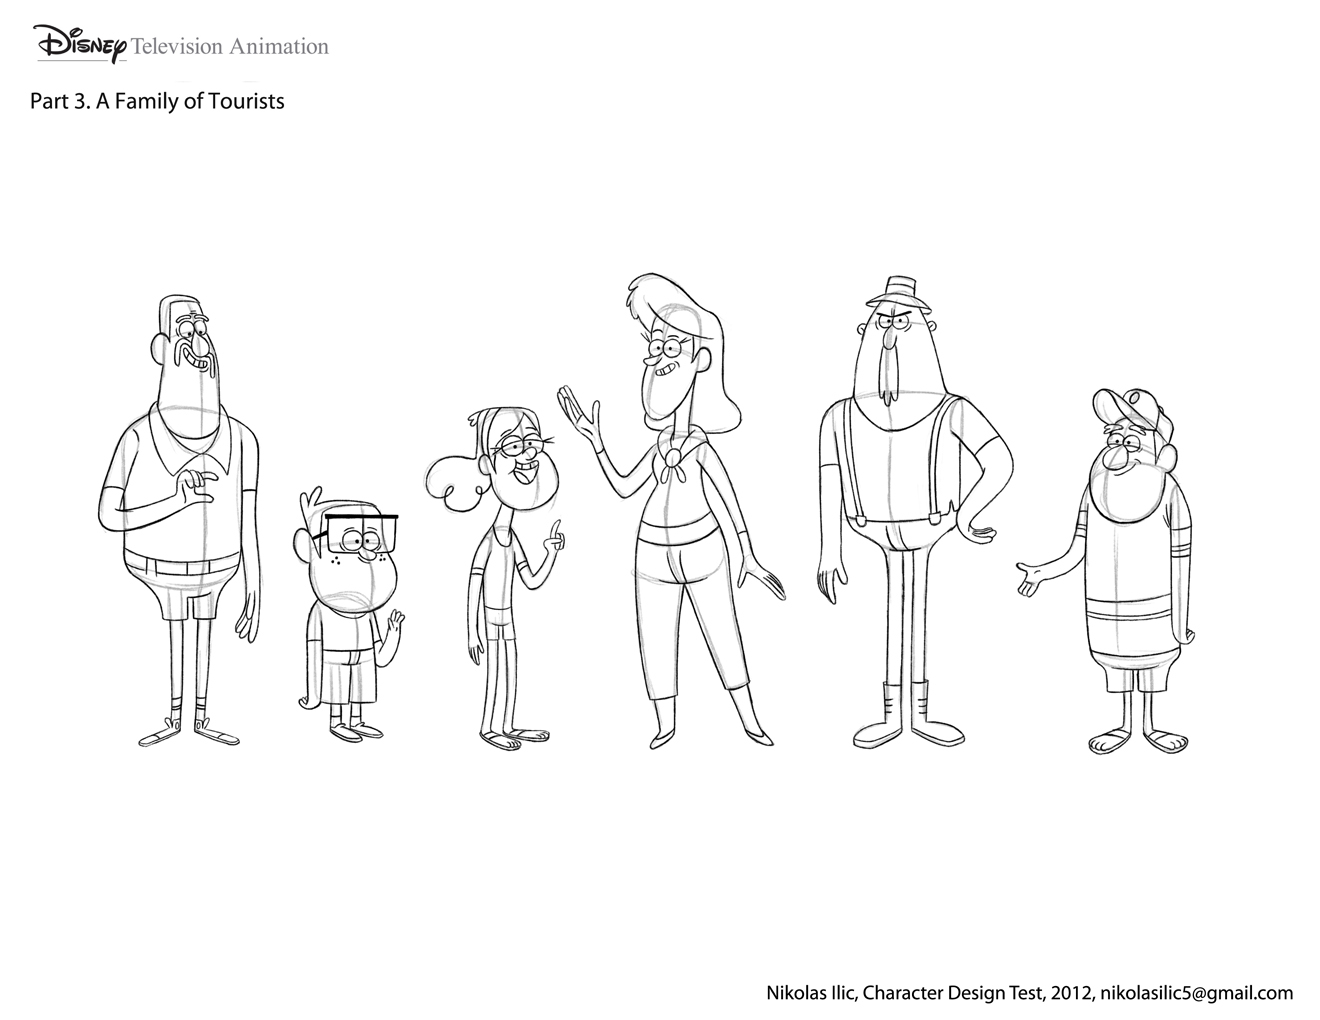 Disney Television Animation
Part 3. A Family of Tourists
Nikolas Ilic, Character Design Test, 2012, nikolasilic5@gmail.com